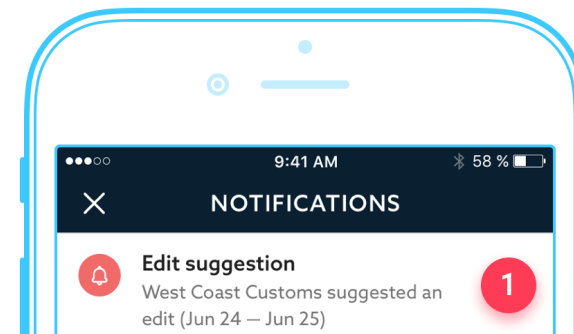 9:41 AM 58 %
NOTIFICATIONS
Edit suggestion
West Coast Customs suggested an
edit (Jun 24 — Jun 25)
1